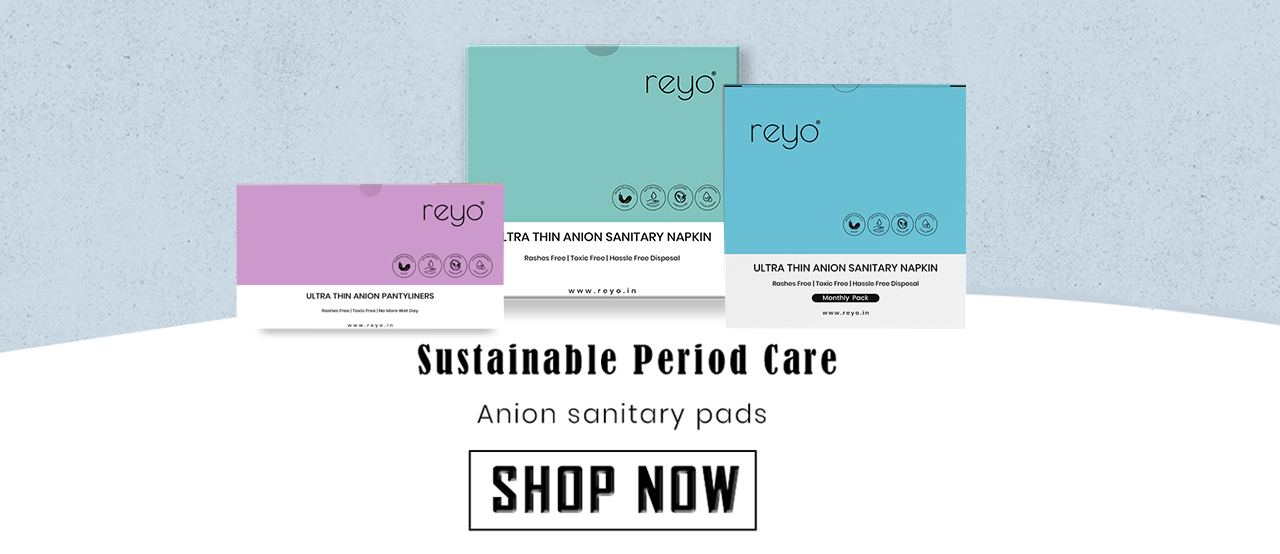 reyo®
ULTRA THIN ANION PANTYLINERS
Rashes Free | Toxic Free | No More Wet Day
www.reyo.in
reyo®
LTRA THIN ANION SANITARY NAPKIN
Rashes Free | Toxic Free | Hassle Free Disposal
www.reyo.in
reyo®
ULTRA THIN ANION SANITARY NAPKIN
Rashes Free | Toxic Free | Hassle Free Disposal
Monthly Pack
www.reyo.in
Sustainable Period Care
Anion sanitary pads
SHOP NOW